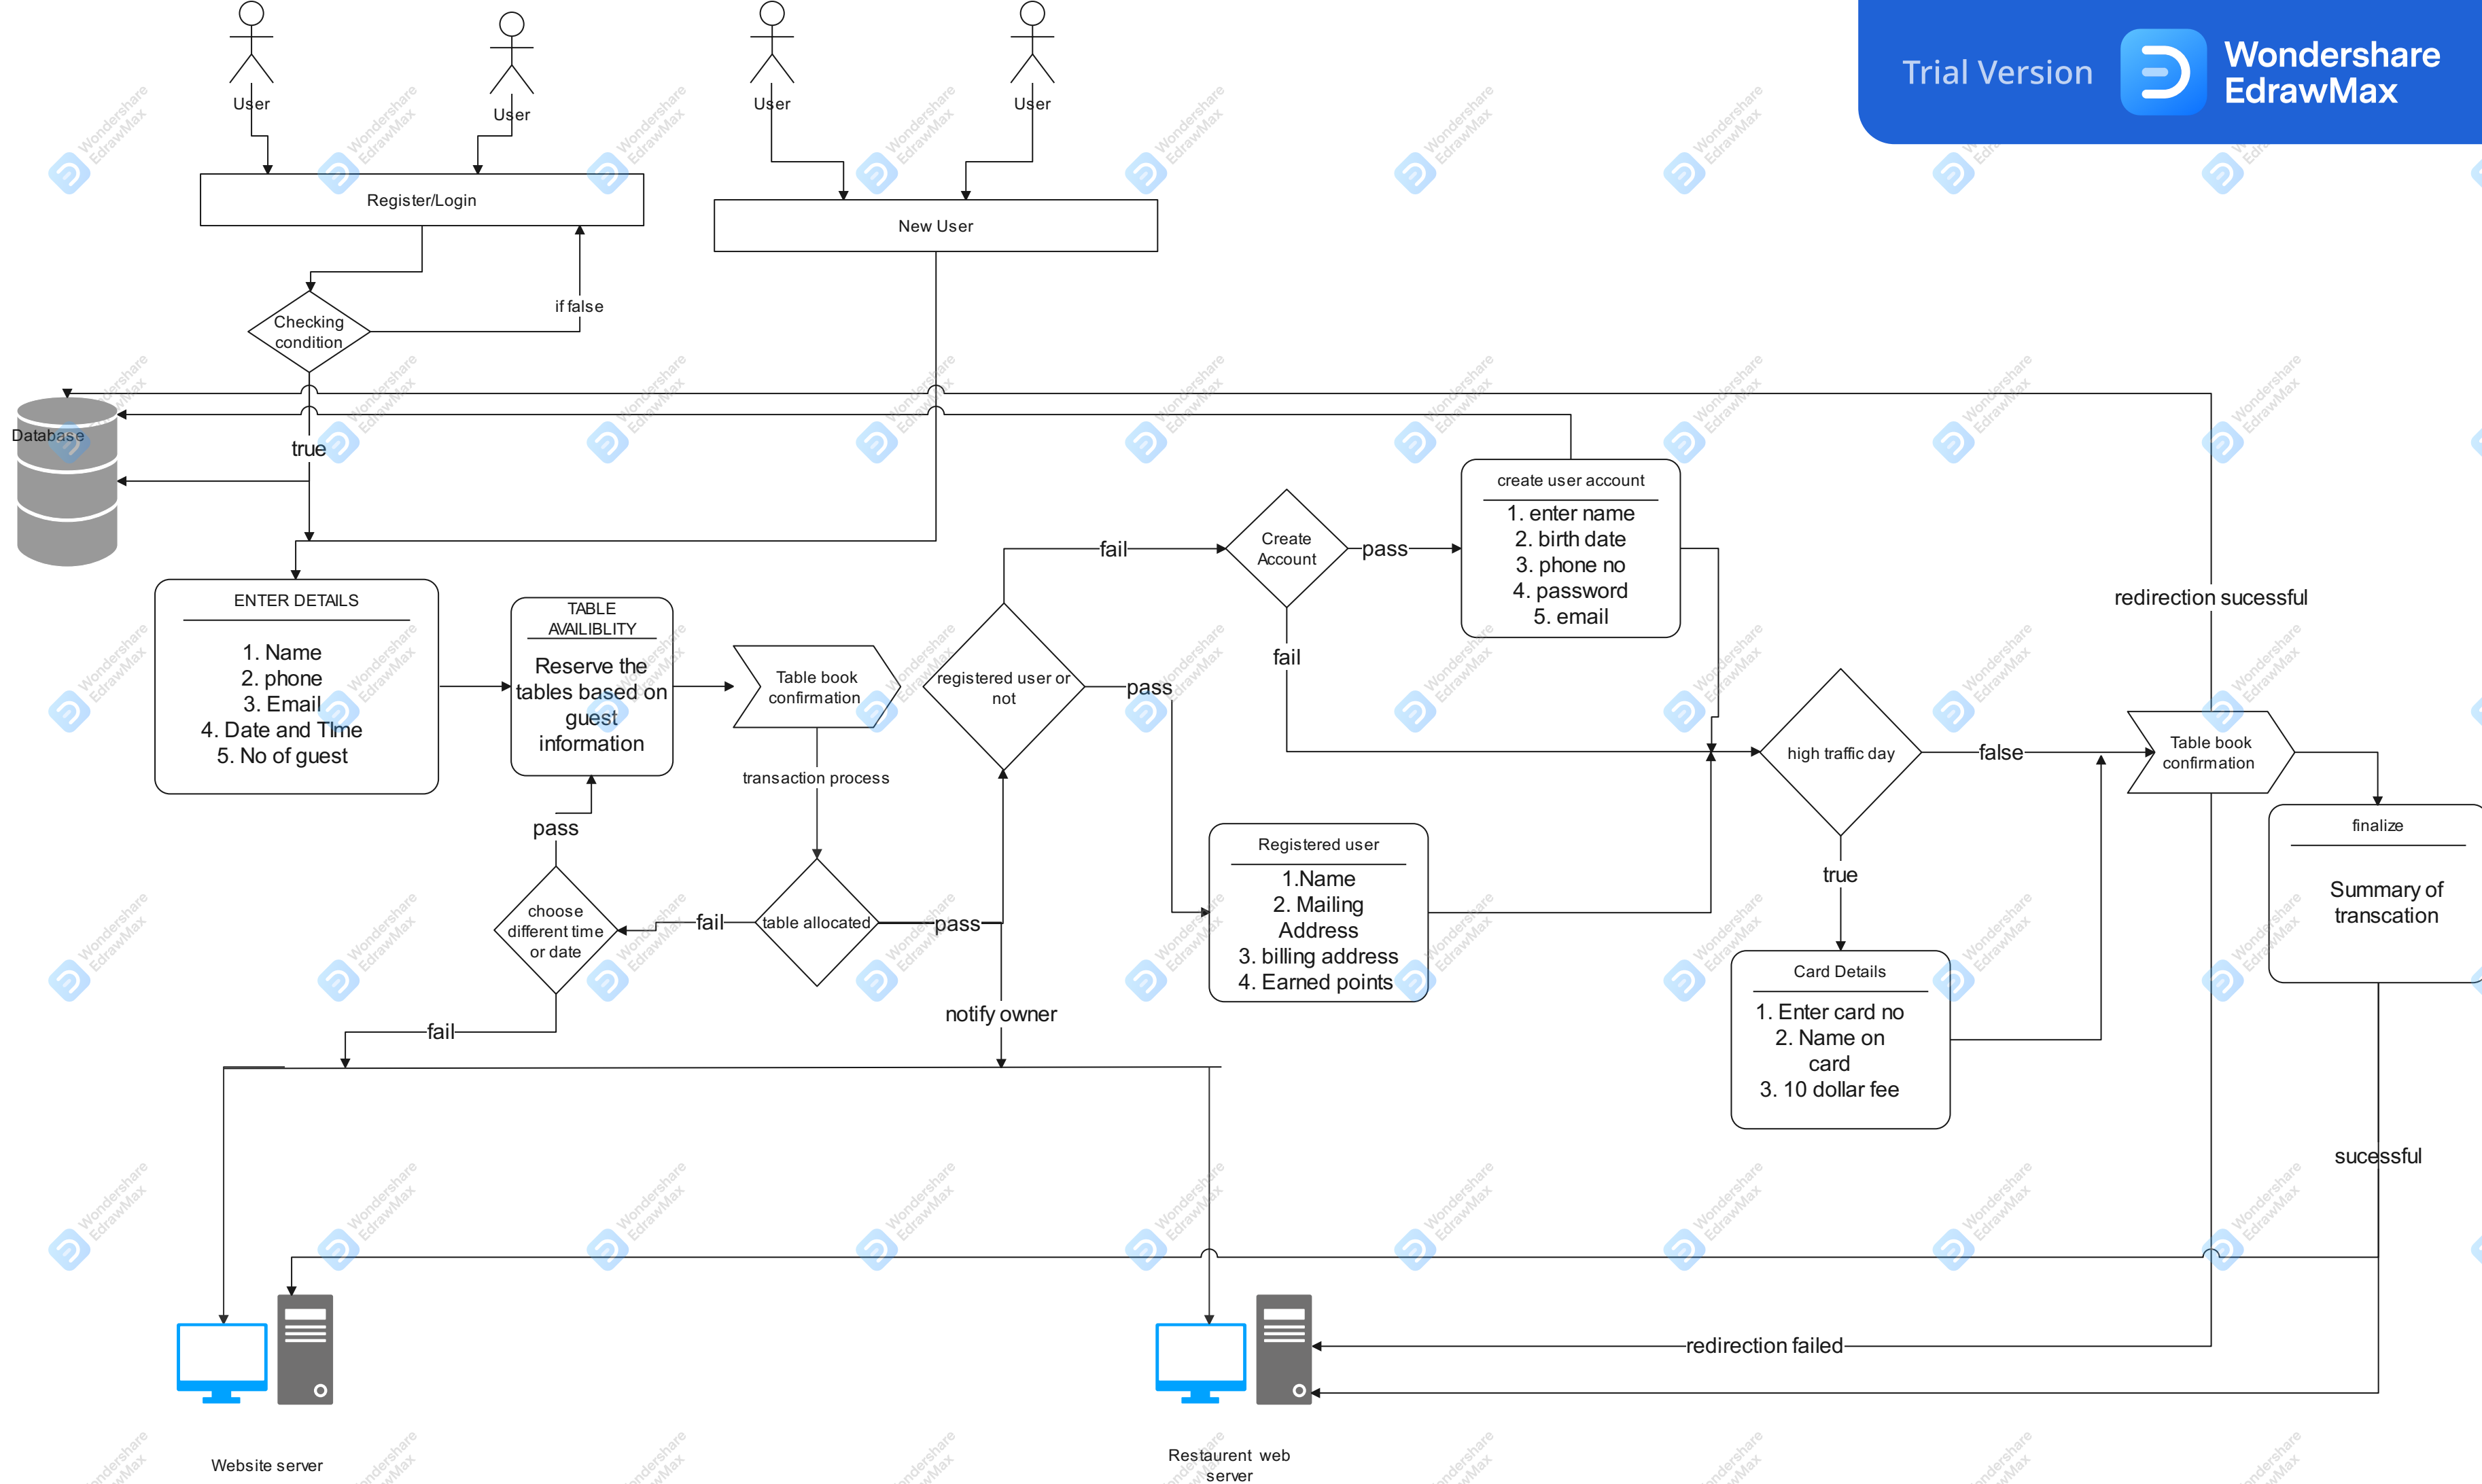 Trial Version
Wondershare
EdrawMax
User
User
User
User
Register/Login
New User
if false
Checking
condition
Database
true
create user account
1. enter name
2. birth date
3. phone no
4. password
5. email
Create
Account
fail
pass
fail
redirection sucessful
ENTER DETAILS
1. Name
2. phone
3. Email
4. Date and TIme
5. No of guest
TABLE
AVAILIBLITY
Reserve the
tables based on
guest
information
Table book
confirmation
registered user or
not
pass
transaction process
high traffic day
false
Table book
confirmation
pass
choose
different time
or date
fail
table allocated
pass
notify owner
fail
Registered user
1.Name
2. Mailing
Address
3. billing address
4. Earned points
true
Card Details
1. Enter card no
2. Name on
card
3. 10 dollar fee
finalize
Summary of
transcation
sucessful
redirection failed
Website server
Restaurent web
server
Wondershare
EdrawMax